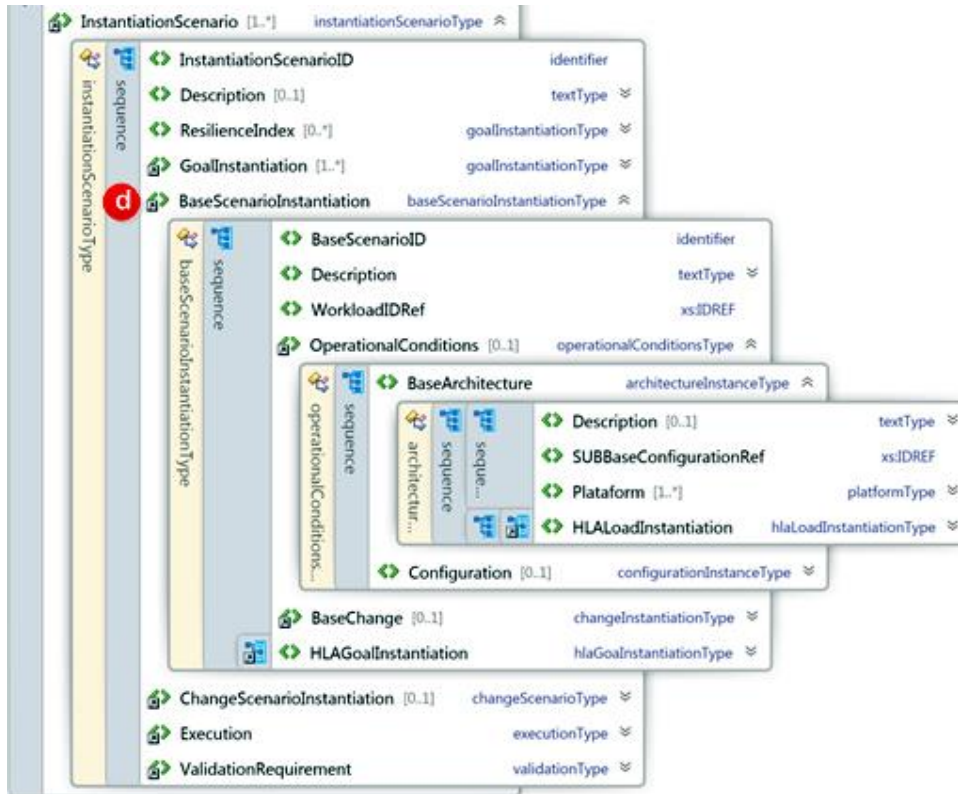 InstantiationScenario [1..*] instantiationScenarioType
instantiationScenarioType
sequence
InstantiationScenarioID identifier
Description [0..1] textType
ResilienceIndex [0..*] goalInstantiationType
GoalInstantiation [1..*] goalInstantiationType
d
BaseScenarioInstantiation baseScenarioInstantiationType
baseScenarioInstantiationType
sequence
BaseScenarioID identifier
Description textType
WorkloadIDRef xs:IDREF
OperationalConditions [0..1] operationalConditionsType
operationalConditions...
sequence
BaseArchitecture architectureInstanceType
architectur...
sequence
seque...
Description [0..1] textType
SUBBaseConfigurationRef xs:IDREF
Plataform [1..*] platformType
HLALoadInstantiation hlaLoadInstantiationType
Configuration [0..1] configurationInstanceType
BaseChange [0..1] changeInstantiationType
HLAGoalInstantiation hlaGoalnstantiationType
ChangeScenarioInstantiation [0..1] changeScenarioType
Execution executionType
ValidationRequirement validationType